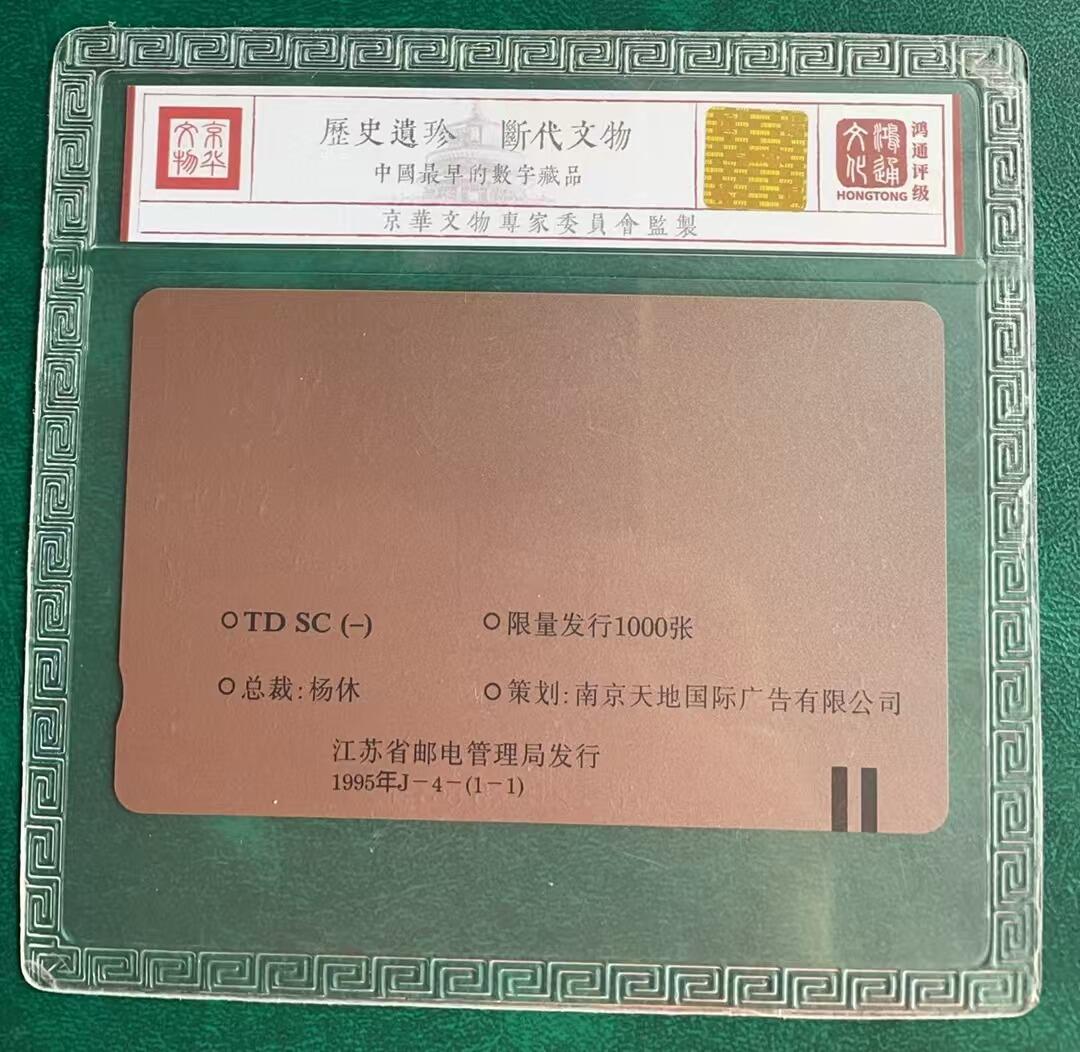 京华
文物
歷史遺珍 斷代文物
中國最早的數字藏品
京華文物專家委員會監製
鴻通
文化
HONGTONG
鸿通评级
TD SC (–)
限量发行1000张
总裁:杨休
策划:南京天地国际广告有限公司
江苏省邮电管理局发行
1995年J－4－(1－1)